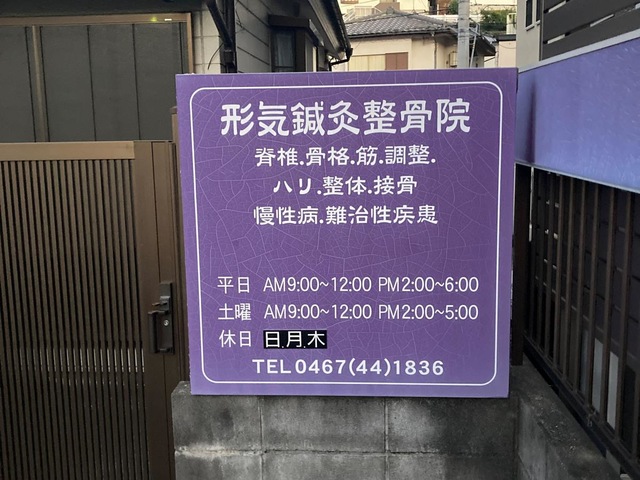 形気鍼灸整骨院
脊椎.骨格.筋.調整.
ハリ.整体.接骨
慢性病.難治性疾患
平日 AM9:00~12:00 PM2:00~6:00
土曜 AM9:00~12:00 PM2:00~5:00
休日 日.月.木
TEL0467(44)1836